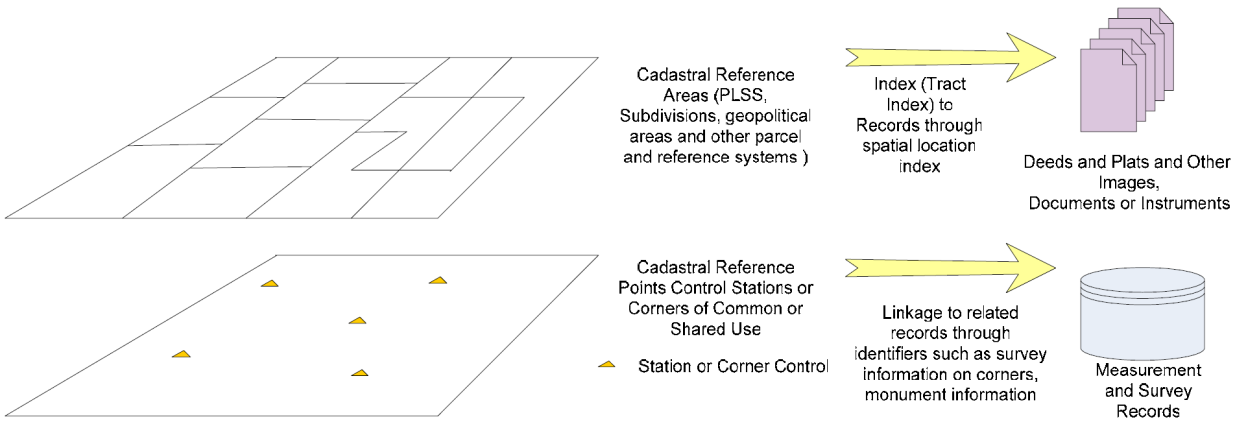 Cadastral Reference
Areas (PLSS,
Subdivisions, geopolitical
areas and other parcel
and reference systems )
Index (Tract
Index) to
Records through
spatial location
index
Deeds and Plats and Other
Images,
Documents or Instruments
Cadastral Reference
Points Control Stations or
Corners of Common or
Shared Use
Station or Corner Control
Linkage to related
records through
identifiers such as survey
information on corners,
monument information
Measurement
and Survey
Records